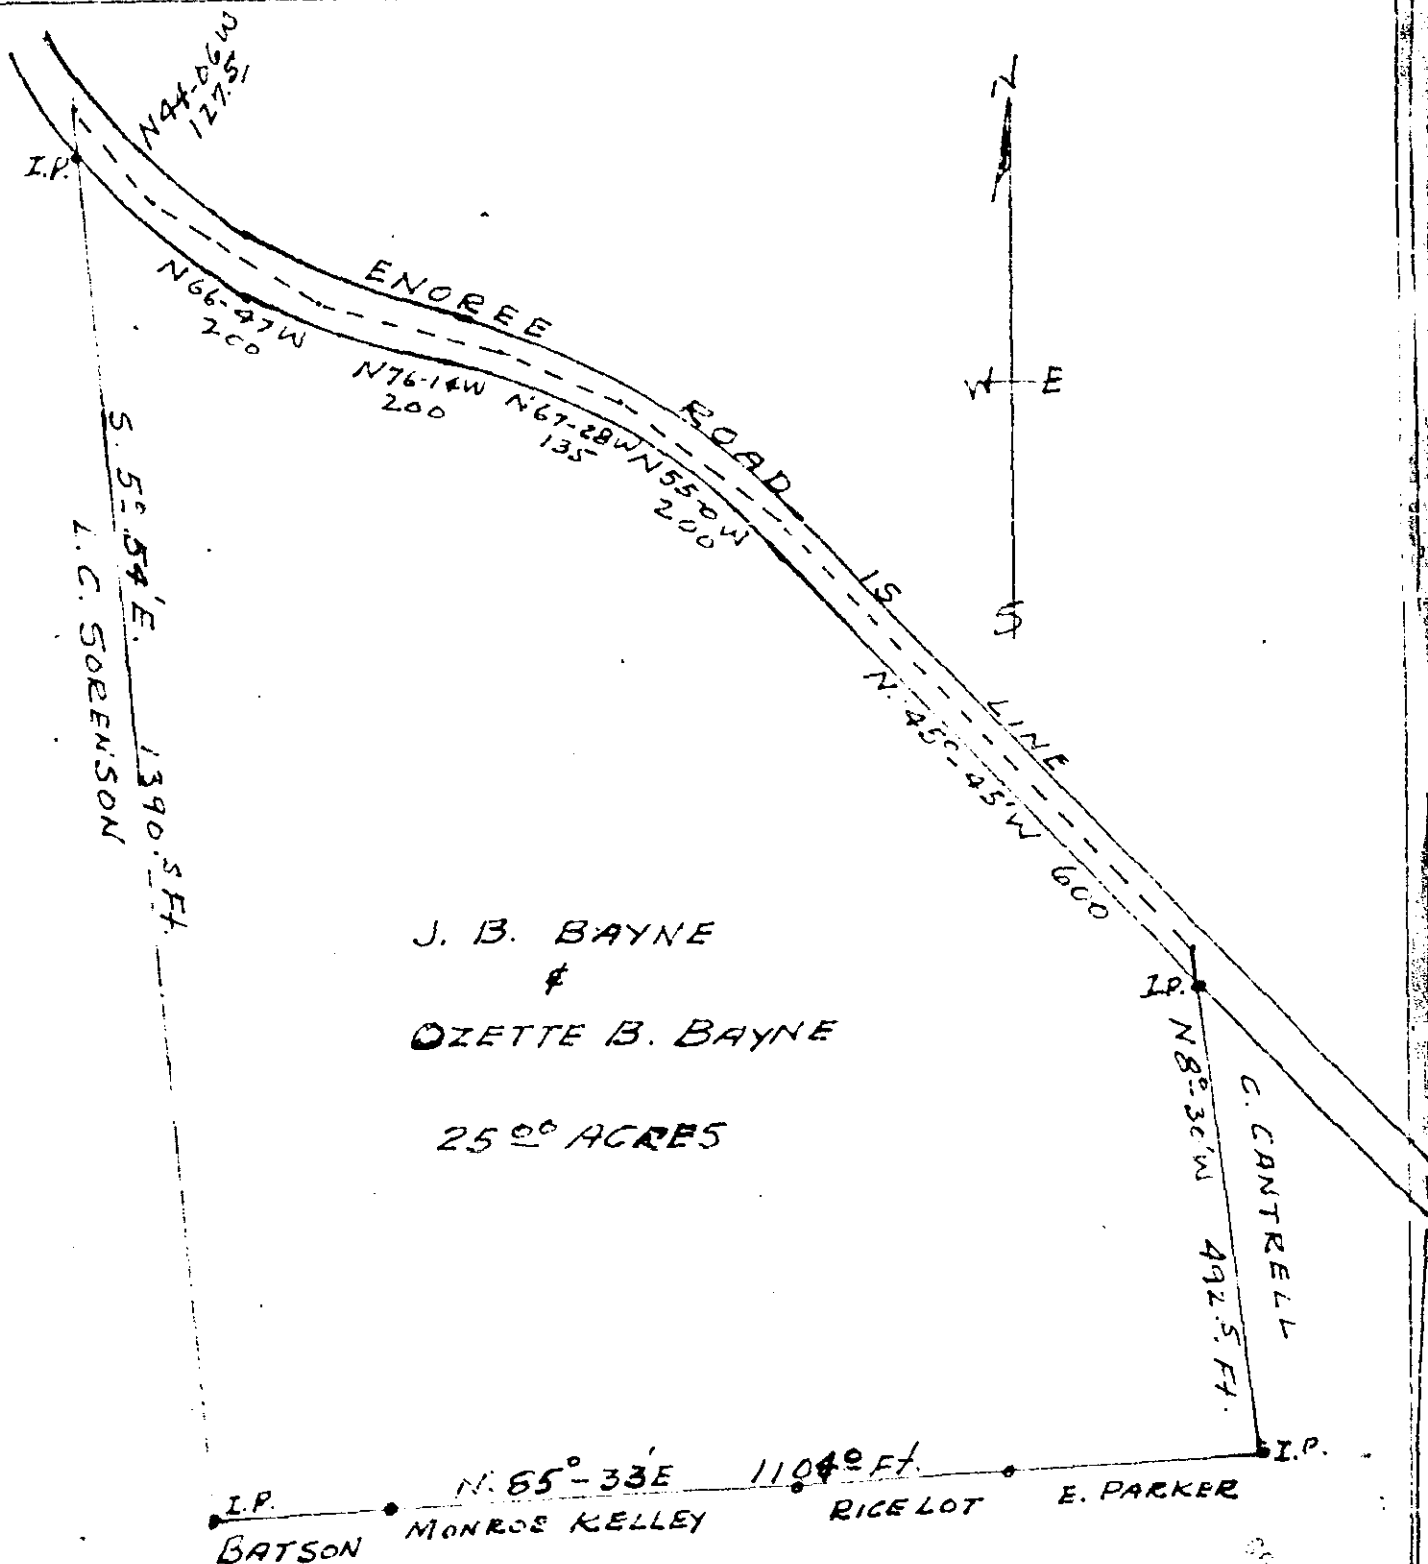 N44-06W
127.51
N
I.P.
ENOREE
N66-47W
200
N76-14W
200
N67-28W
135
W E
ROAD
N55-0W
200
S. 5° 54' E. 1390.5 Ft.
L. C. SORENSON
IS
S
LINE
N. 45°-45'W 600
J. B. BAYNE
&
OZETTE B. BAYNE
25 00 ACRES
I.P.
N8°-30'W 492.5 Ft.
C. CANTRELL
N. 85°-33'E 1104 0 Ft.
I.P.
I.P.
BATSON
MONROE KELLEY
RICE LOT
E. PARKER